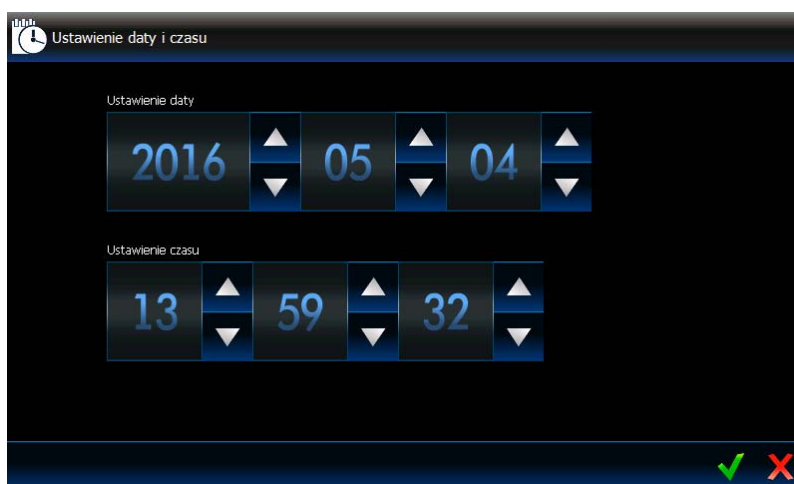 Ustawienie daty i czasu
Ustawienie daty
2016 05 04
Ustawienie czasu
13 59 32